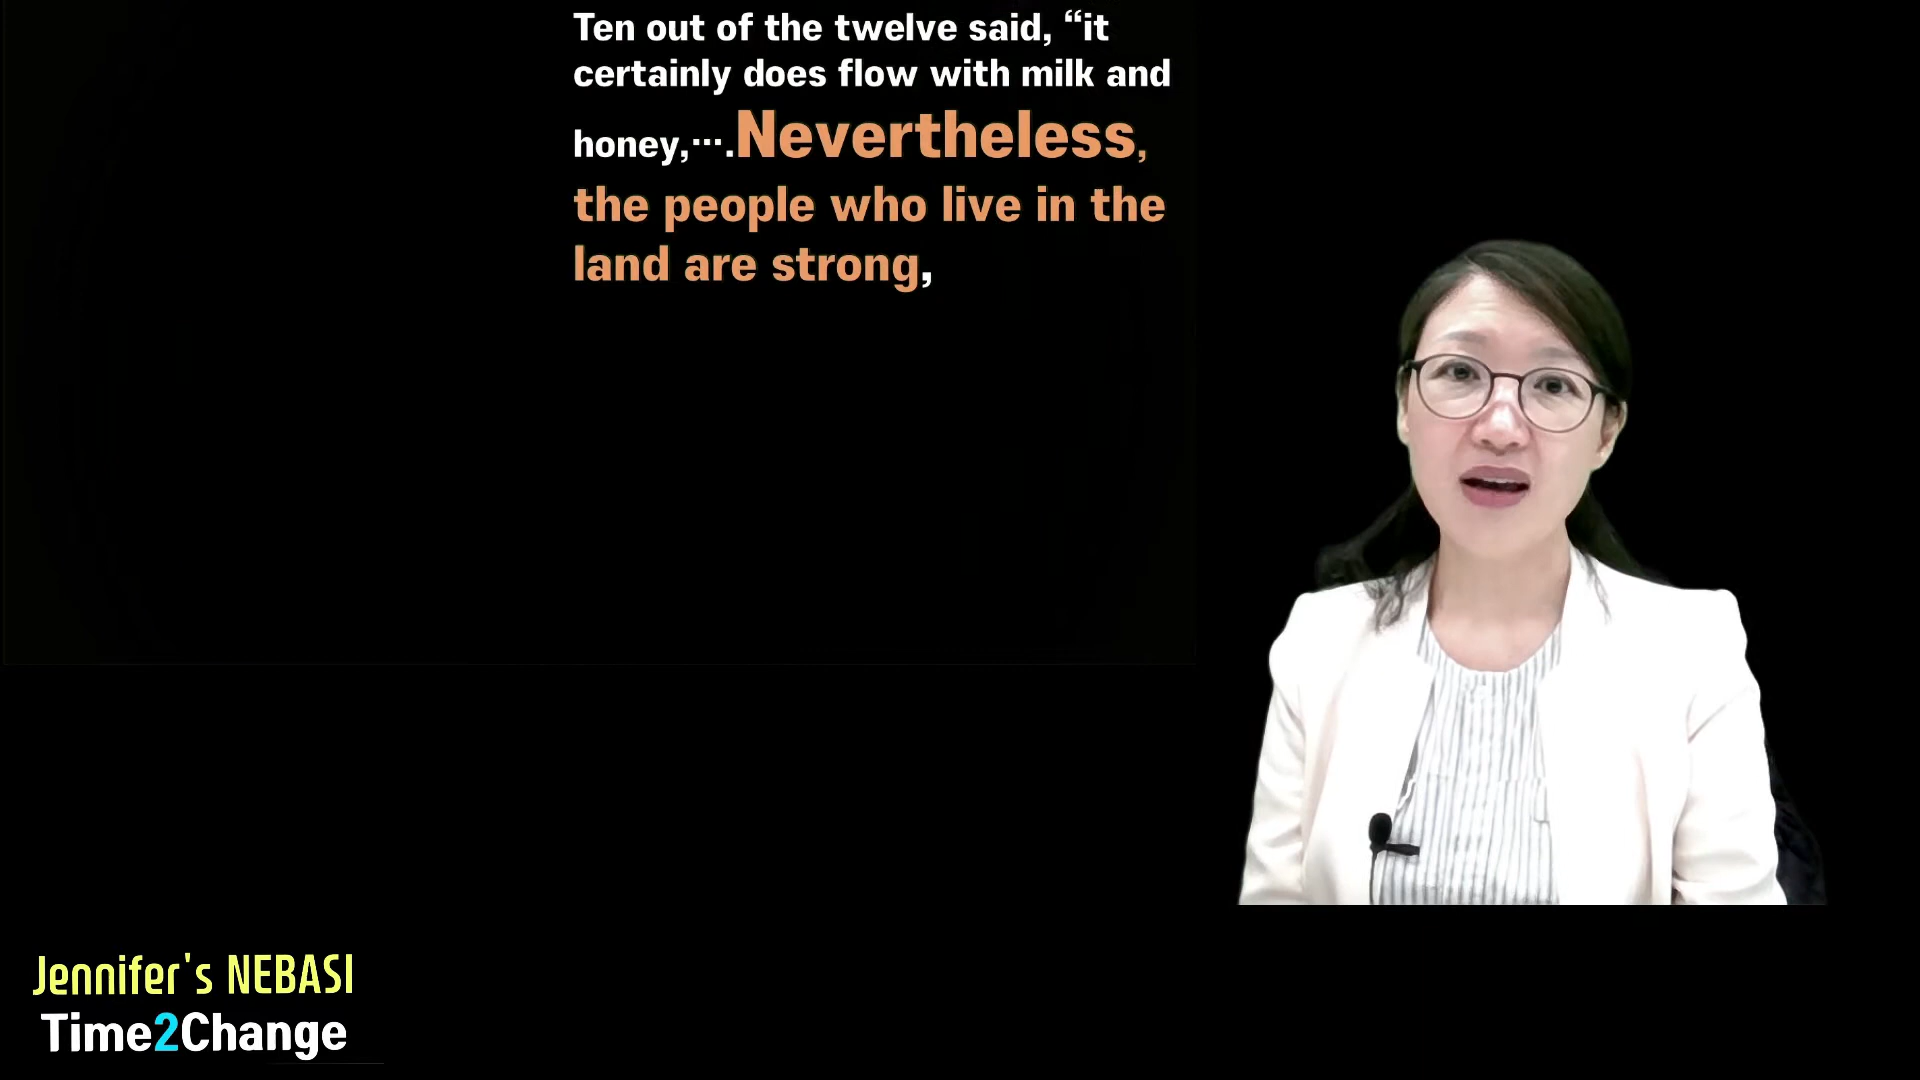 Ten out of the twelve said, “it
certainly does flow with milk and
honey,⋯.Nevertheless,
the people who live in the
land are strong,
Jennifer's NEBASI
Time2Change